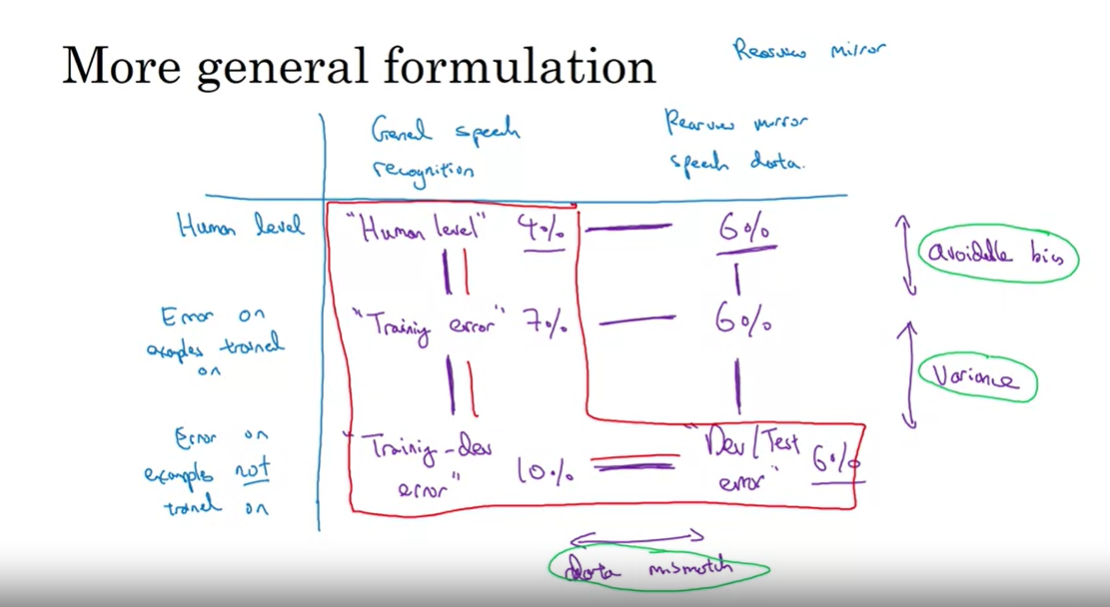 More general formulation
Rearview mirror
General speech
recognition
Rearview mirror
speech data.
Human level
"Human level" 4%
6%
avoidable bias
Error on
examples trained
on
"Training error" 7%
6%
Variance
Error on
examples not
trained on
"Training-dev
error"
10%
"Dev/Test
error"
6%
data mismatch